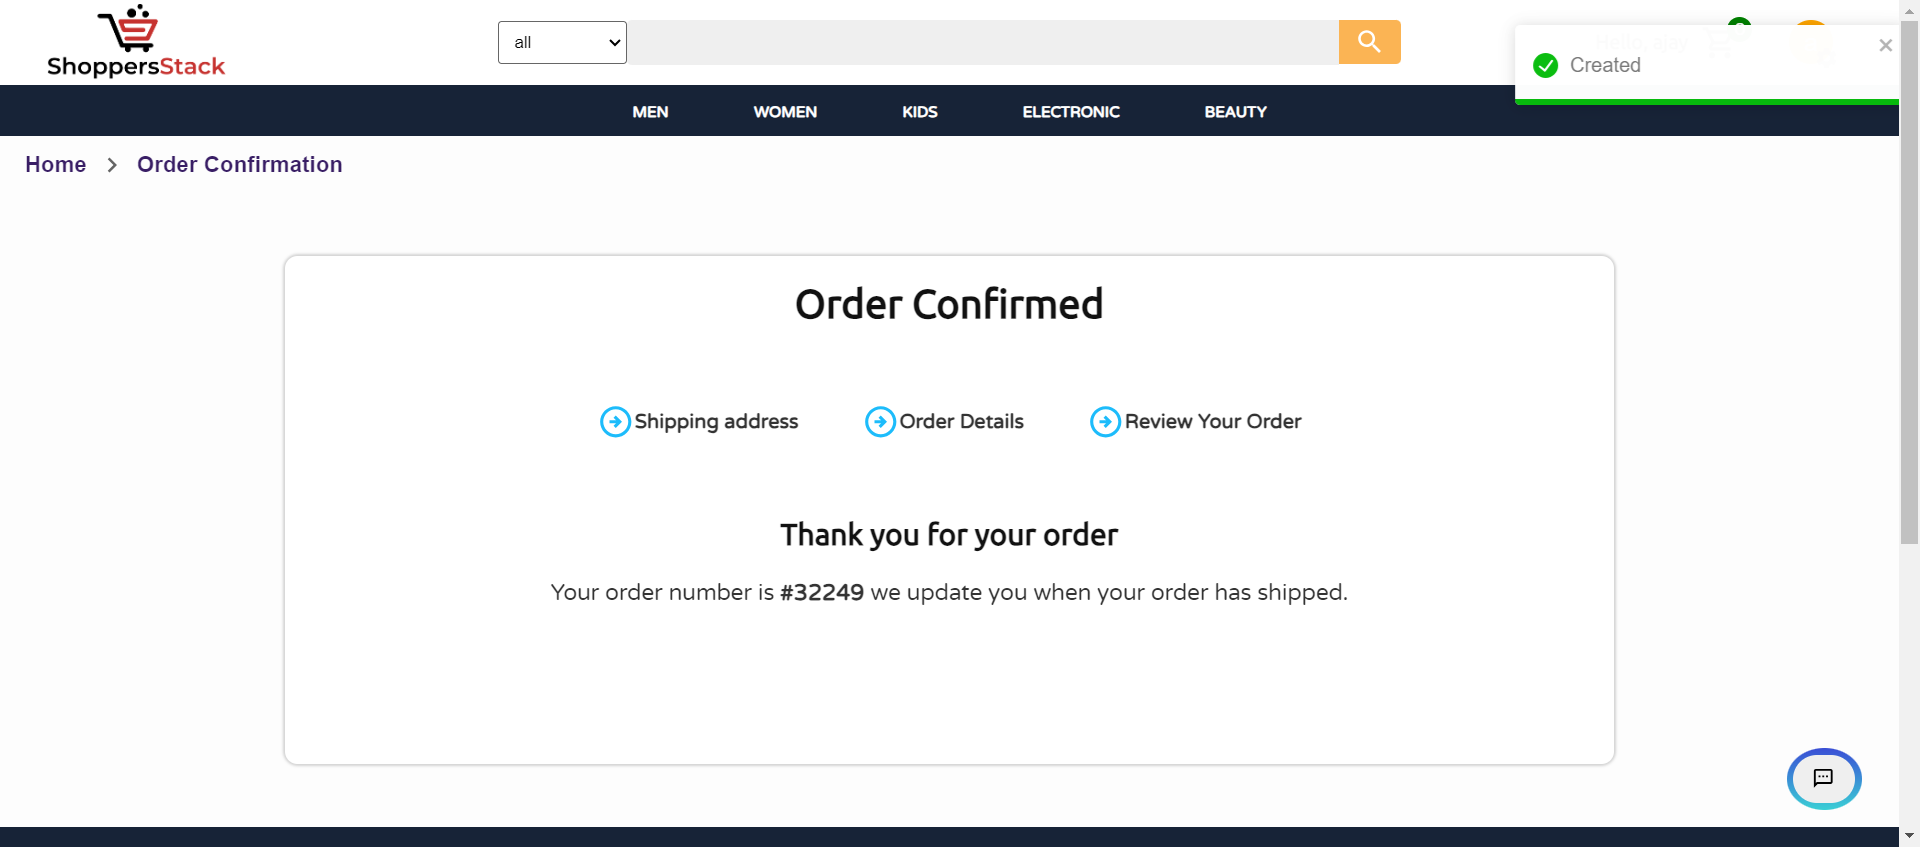 ShoppersStack
all
Created
MEN WOMEN KIDS ELECTRONIC BEAUTY
Home > Order Confirmation
Order Confirmed
Shipping address Order Details Review Your Order
Thank you for your order
Your order number is #32249 we update you when your order has shipped.